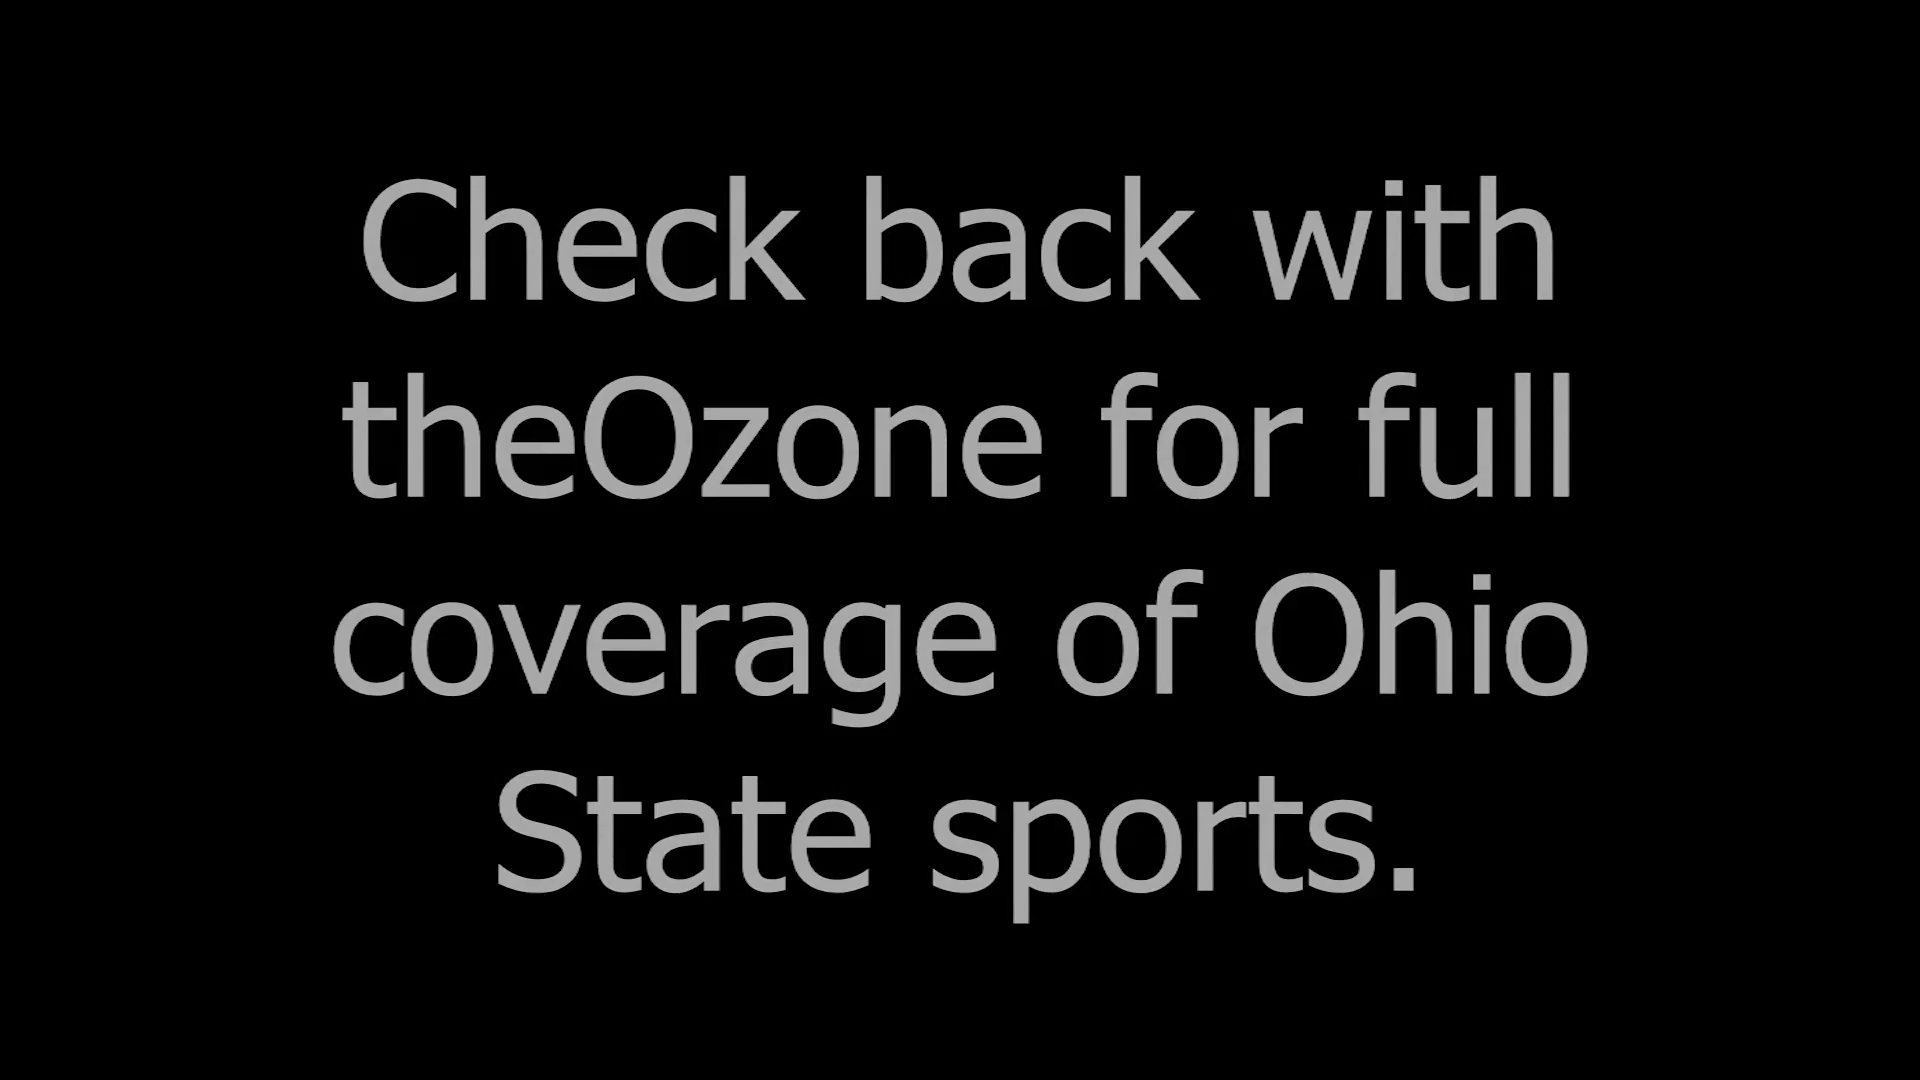 Check back with
theOzone for full
coverage of Ohio
State sports.